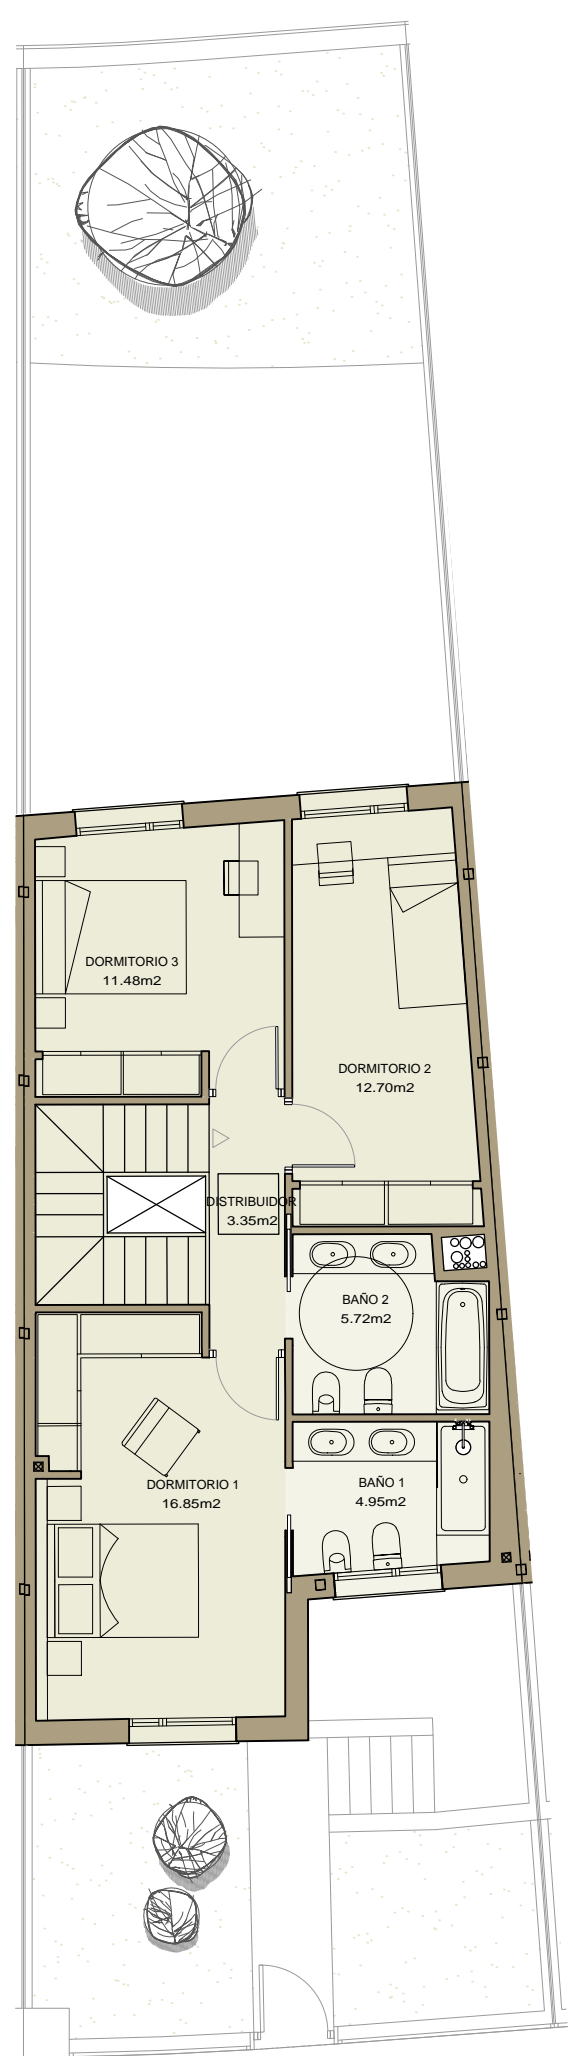 DORMITORIO 3
11.48m2
DORMITORIO 2
12.70m2
DISTRIBUIDOR
3.35m2
BAÑO 2
5.72m2
DORMITORIO 1
16.85m2
BAÑO 1
4.95m2